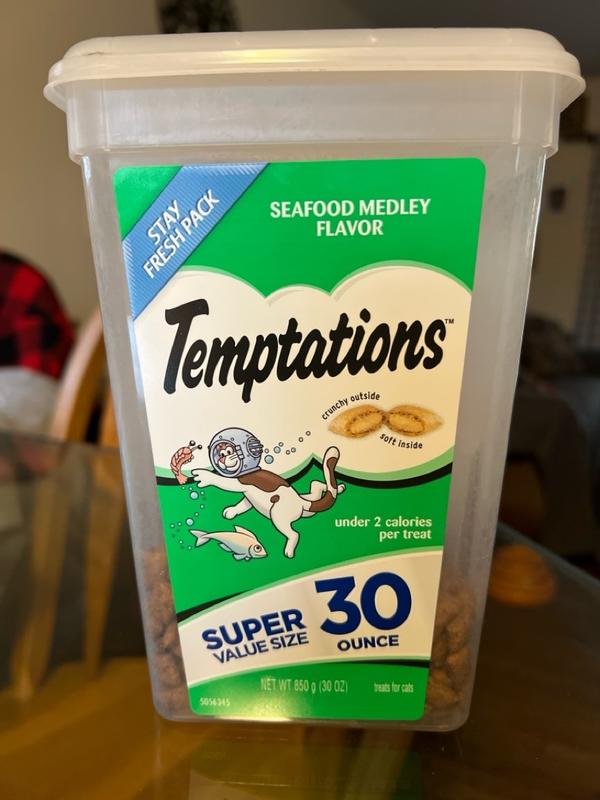 STAY
FRESH PACK
SEAFOOD MEDLEY
FLAVOR
Temptations™
crunchy outside
soft inside
under 2 calories
per treat
SUPER
VALUE SIZE
30
OUNCE
NET WT 850 g (30 OZ)
treats for cats
5056345